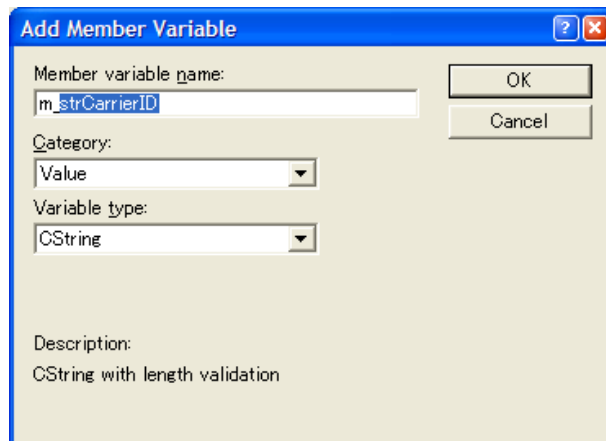 Add Member Variable
Member variable name:
m_strCarrierID
OK
Cancel
Category:
Value
Variable type:
CString
Description:
CString with length validation